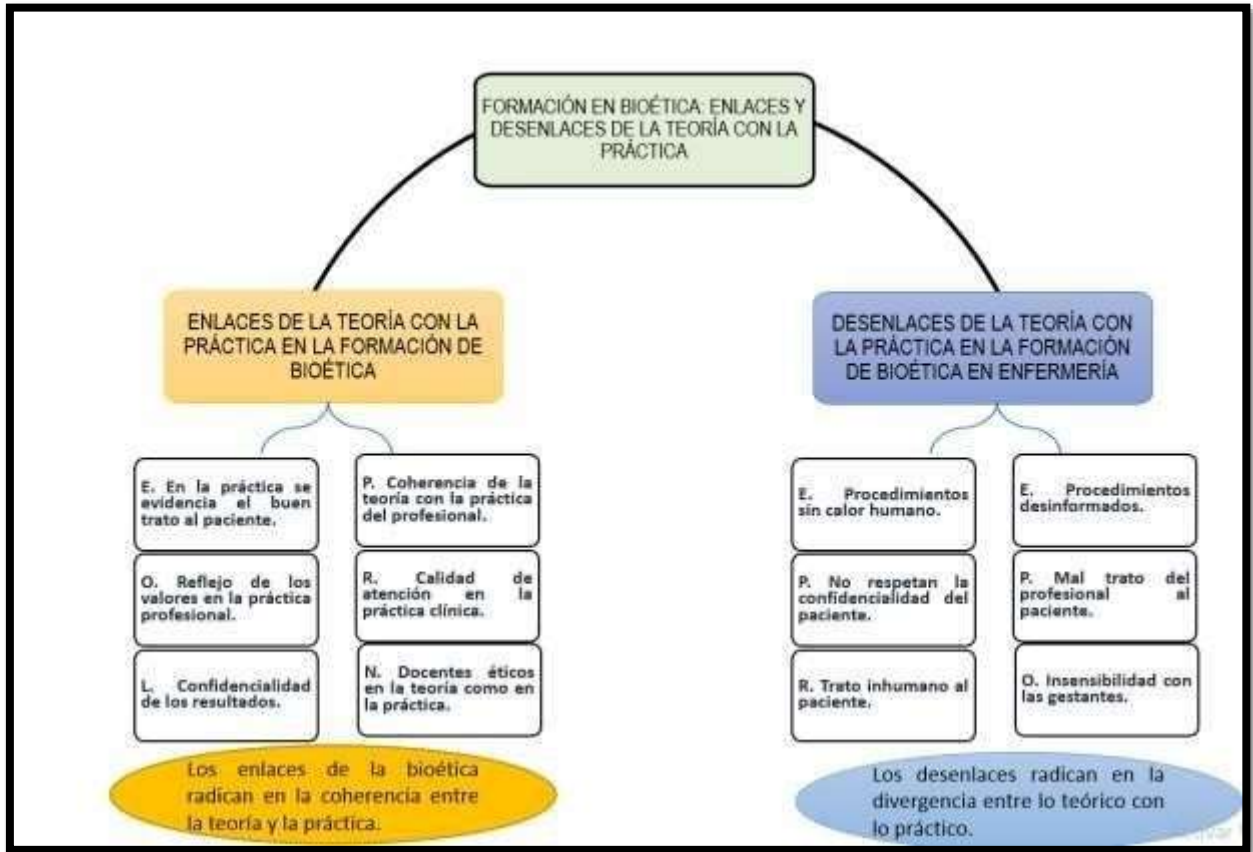 FORMACIÓN EN BIOÉTICA: ENLACES Y
DESENLACES DE LA TEORÍA CON LA
PRÁCTICA
ENLACES DE LA TEORÍA CON LA
PRÁCTICA EN LA FORMACIÓN DE
BIOÉTICA
E. En la práctica se
evidencia el buen
trato al paciente.
P. Coherencia de la
teoría con la práctica
del profesional.
O. Reflejo de los
valores en la práctica
profesional.
R. Calidad de
atención en la
práctica clínica.
L. Confidencialidad
de los resultados.
N. Docentes éticos
en la teoría como en
la práctica.
Los enlaces de la bioética
radican en la coherencia entre
la teoría y la práctica.
DESENLACES DE LA TEORÍA CON
LA PRÁCTICA EN LA FORMACIÓN
DE BIOÉTICA EN ENFERMERÍA
E. Procedimientos
sin calor humano.
E. Procedimientos
desinformados.
P. No respetan la
confidencialidad del
paciente.
P. Mal trato del
profesional al
paciente.
R. Trato inhumano al
paciente.
O. Insensibilidad con
las gestantes.
Los desenlaces radican en la
divergencia entre lo teórico con
lo práctico.